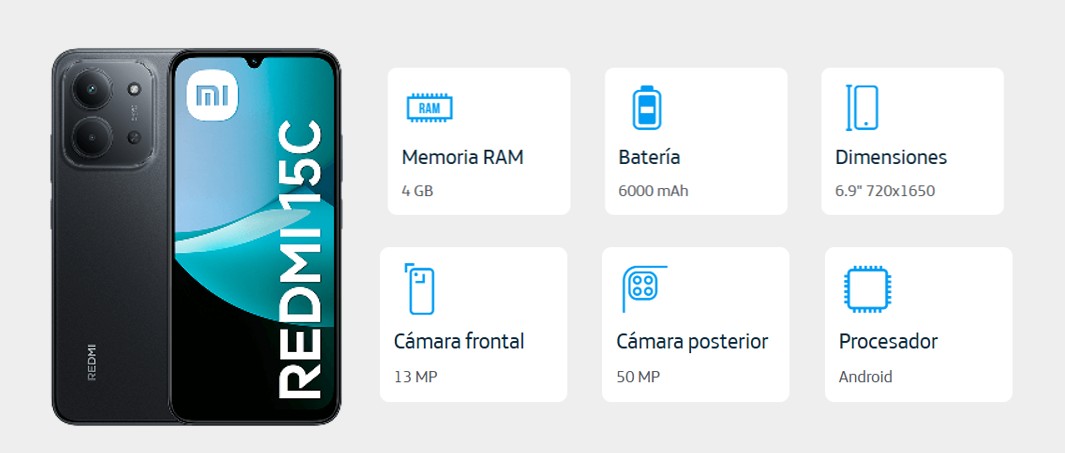 mi
REDMI 15C
REDMI
RAM
Memoria RAM
4 GB
Batería
6000 mAh
Dimensiones
6.9" 720x1650
Cámara frontal
13 MP
Cámara posterior
50 MP
Procesador
Android